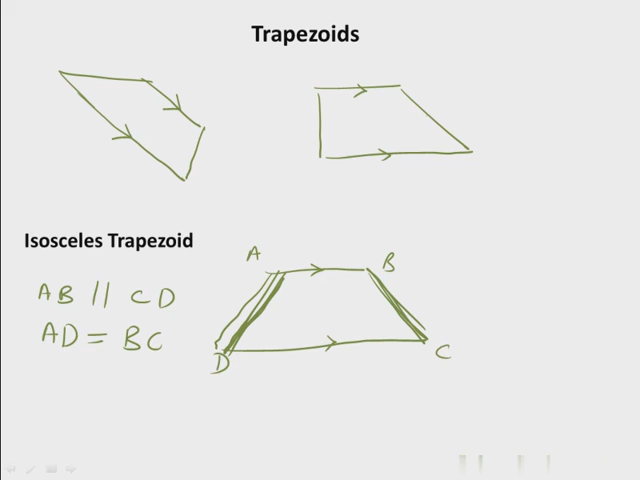 Trapezoids
Isosceles Trapezoid
AB // CD
AD = BC
A
B
D
C